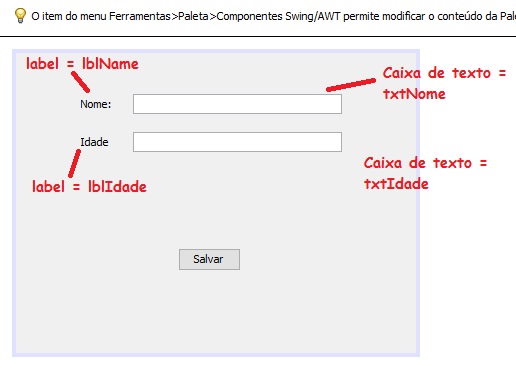 O item do menu Ferramentas>Paleta>Componentes Swing/AWT permite modificar o conteúdo da Pale
label = lblName
Caixa de texto =
txtNome
Nome:
Idade
Caixa de texto =
txtIdade
label = lblIdade
Salvar